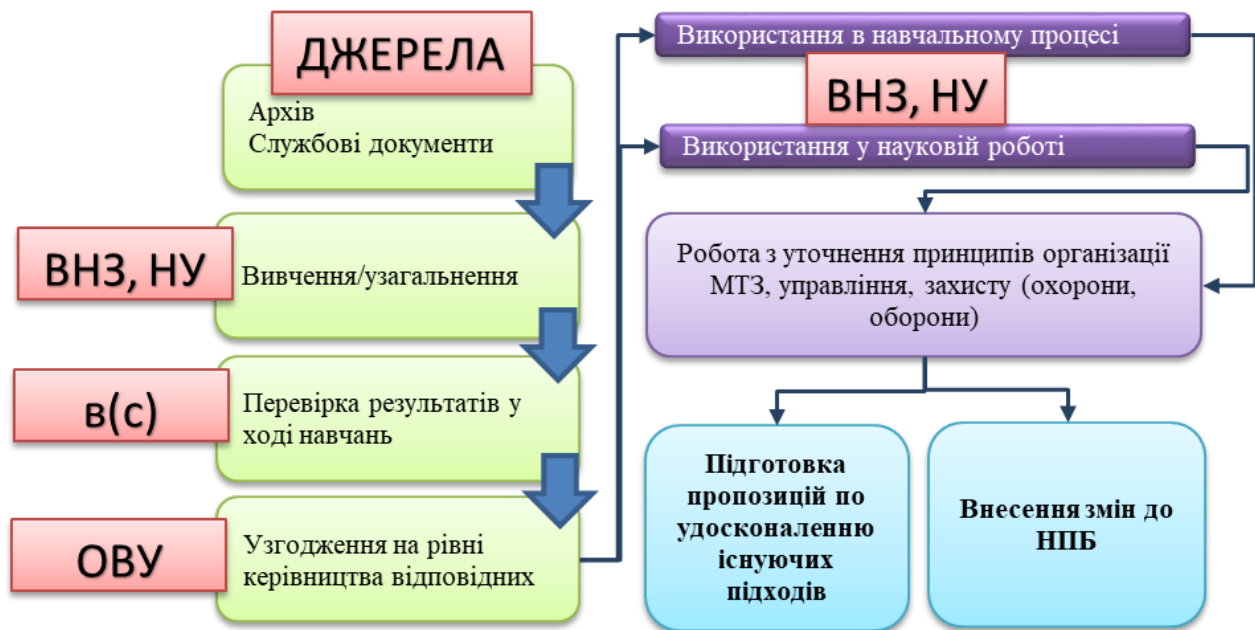 ДЖЕРЕЛА
Архів
Службові документи
ВНЗ, НУ
Вивчення/узагальнення
в(с)
Перевірка результатів у
ході навчань
ОВУ
Узгодження на рівні
керівництва відповідних
Використання в навчальному процесі
ВНЗ, НУ
Використання у науковій роботі
Робота з уточнення принципів організації
МТЗ, управління, захисту (охорони,
оборони)
Підготовка
пропозицій по
удосконаленню
існуючих
підходів
Внесення змін до
НПБ